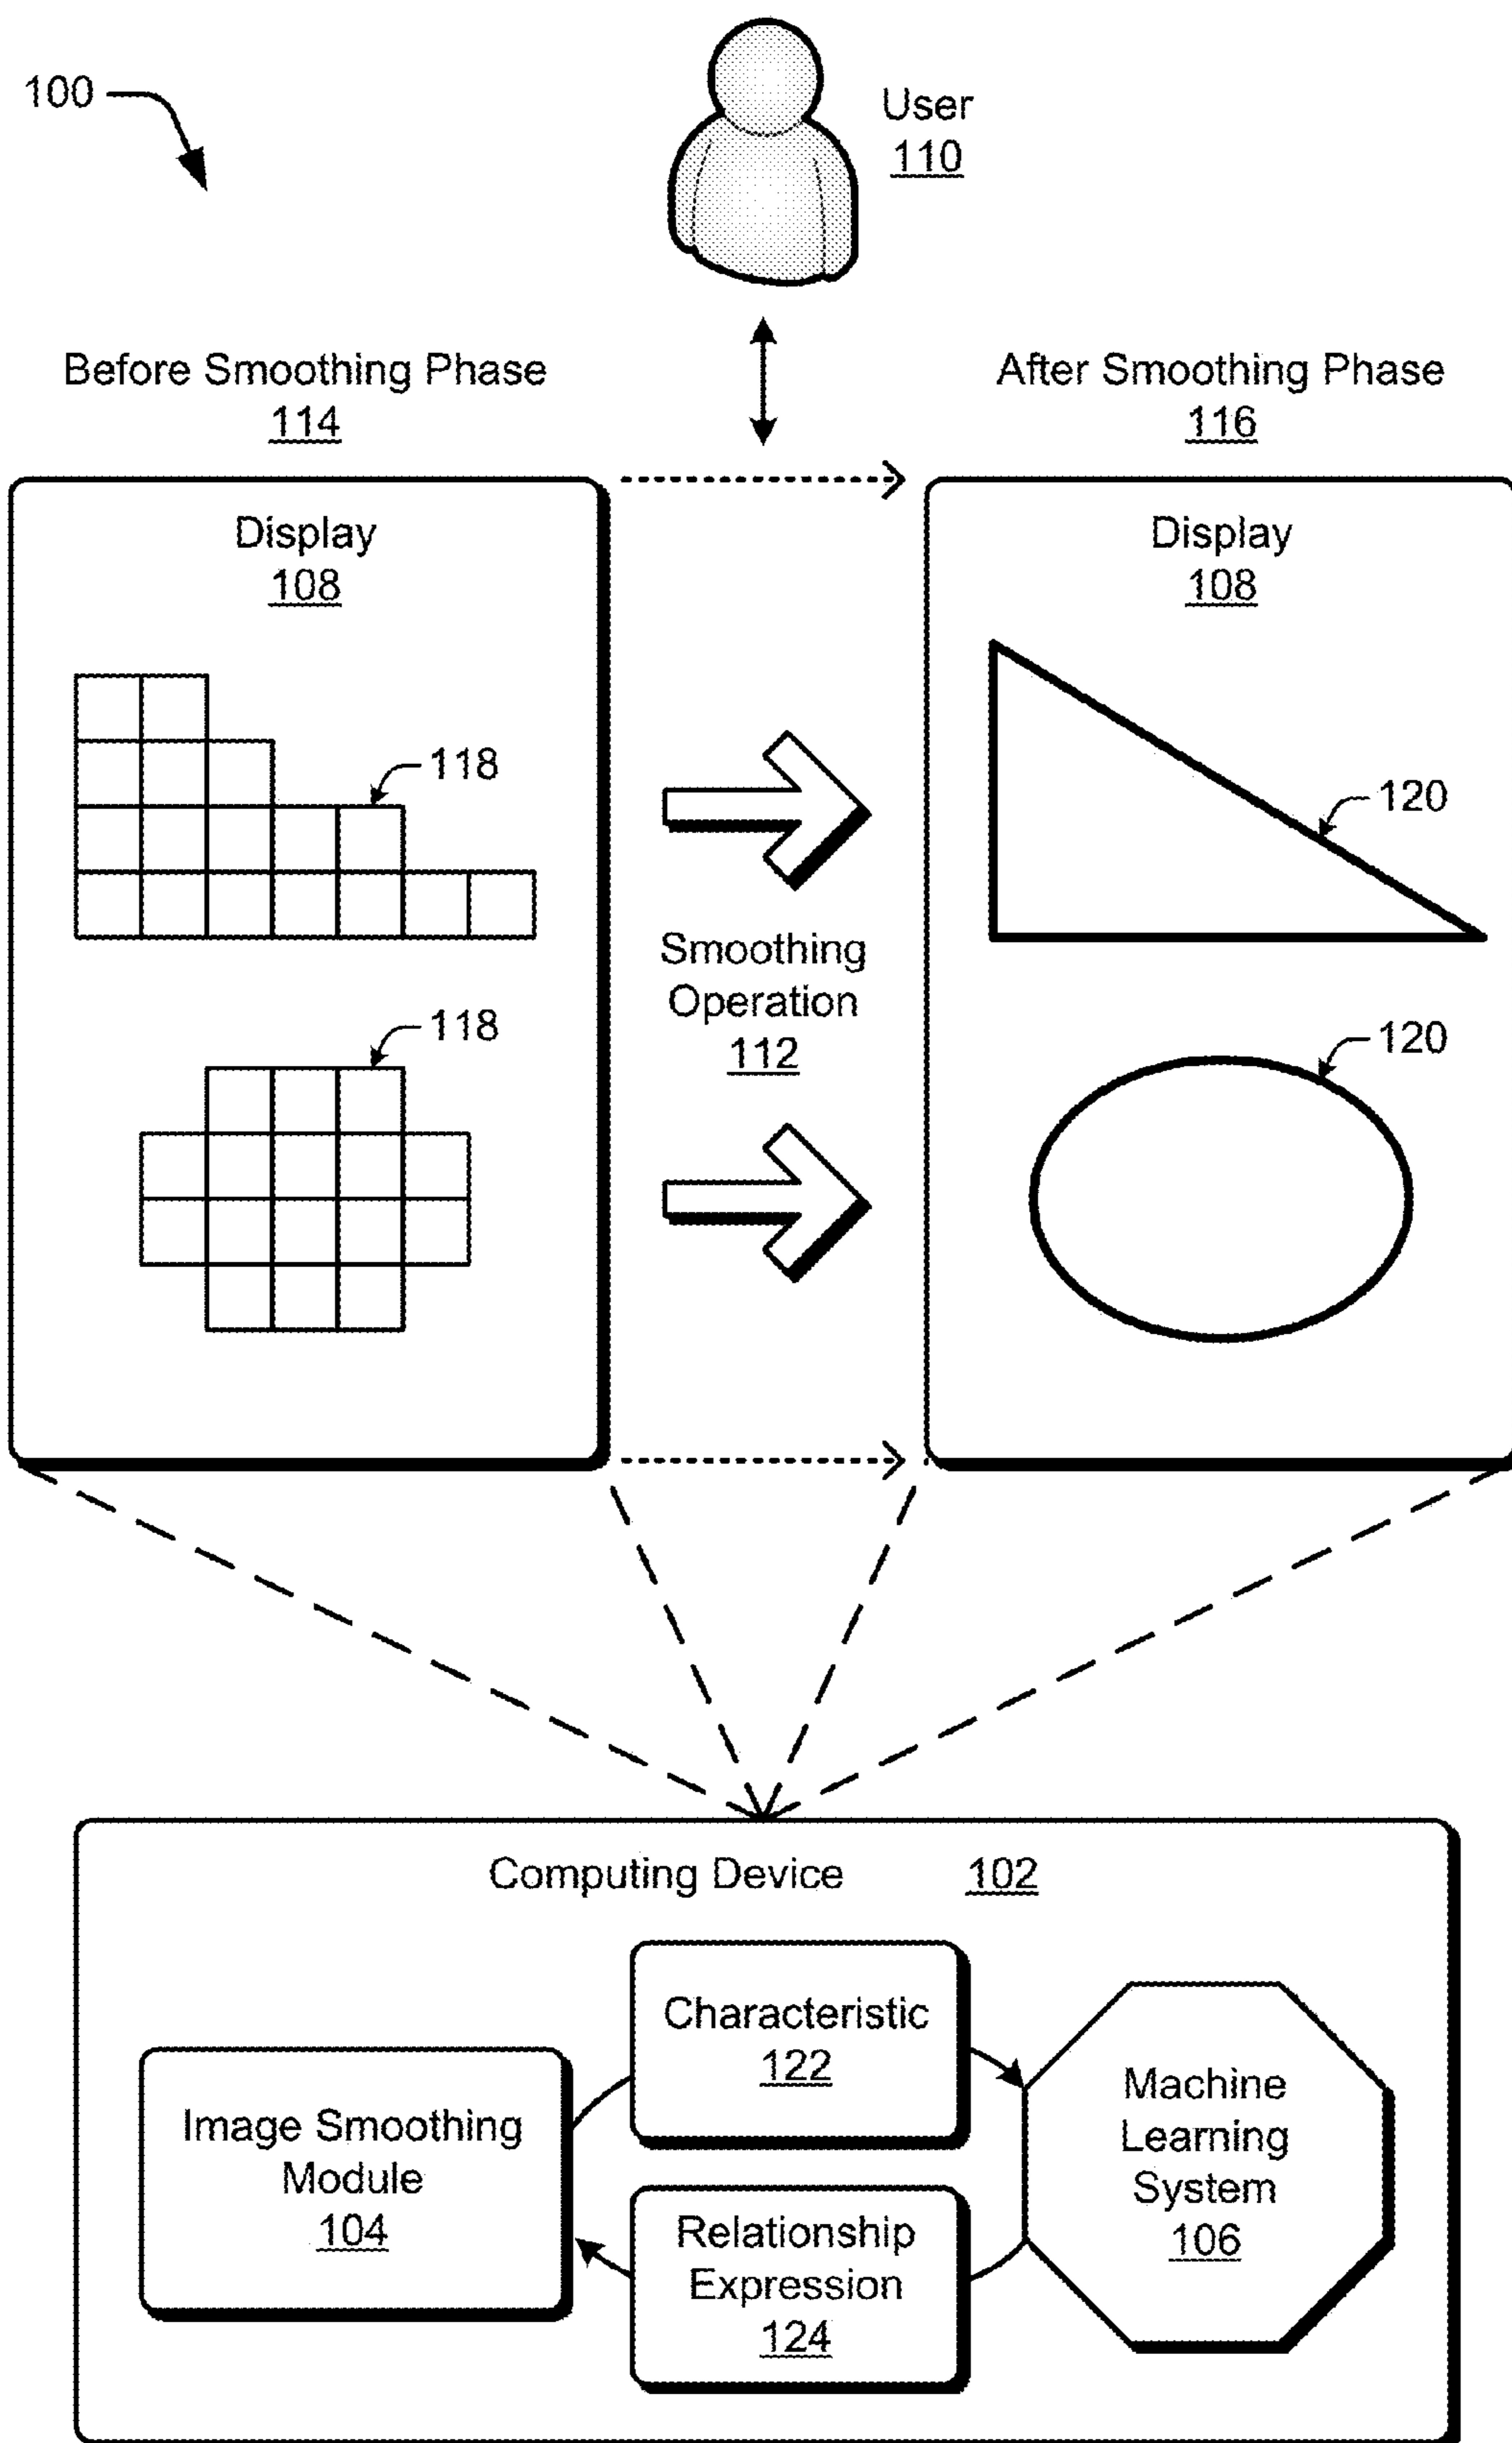 100
User
110
Before Smoothing Phase
114
After Smoothing Phase
116
Display
108
118
118
Smoothing
Operation
112
Display
108
120
120
Computing Device 102
Image Smoothing
Module
104
Characteristic
122
Relationship
Expression
124
Machine
Learning
System
106